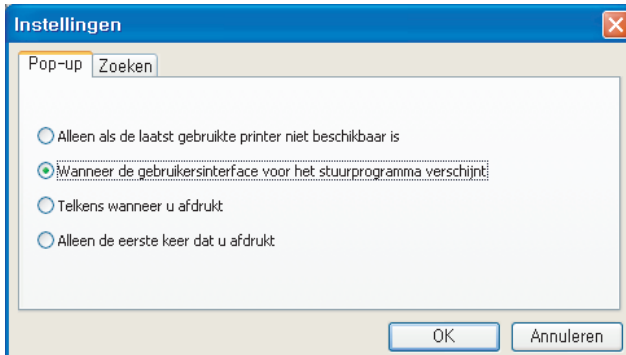 Instellingen
Pop-up Zoeken
Alleen als de laatst gebruikte printer niet beschikbaar is
Wanneer de gebruikersinterface voor het stuurprogramma verschijnt
Telkens wanneer u afdrukt
Alleen de eerste keer dat u afdrukt
OK Annuleren